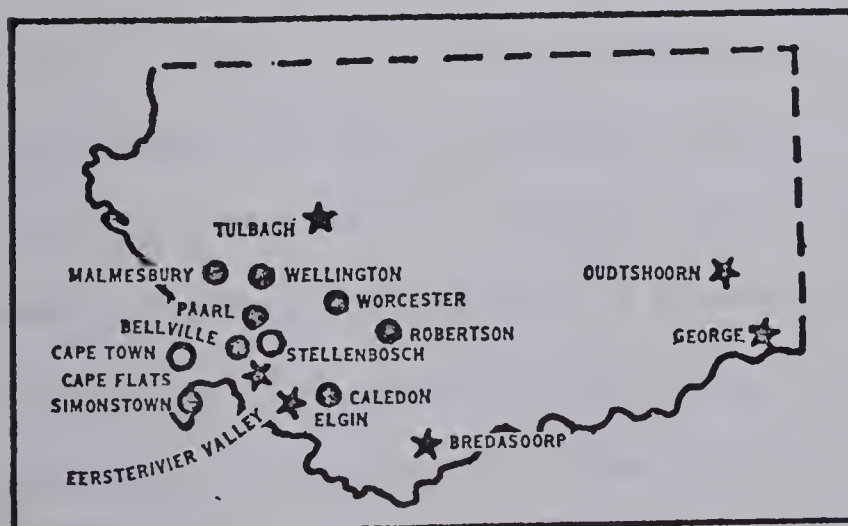 TULBAGH
MALMESBURY
WELLINGTON
OUDTSHOORN
PAARL
WORCESTER
BELLVILLE
ROBERTSON
GEORGE
CAPE TOWN
STELLENBOSCH
CAPE FLATS
SIMONSTOWN
CALEDON
ELGIN
EERSTERIVIER VALLEY
BREDASOORP